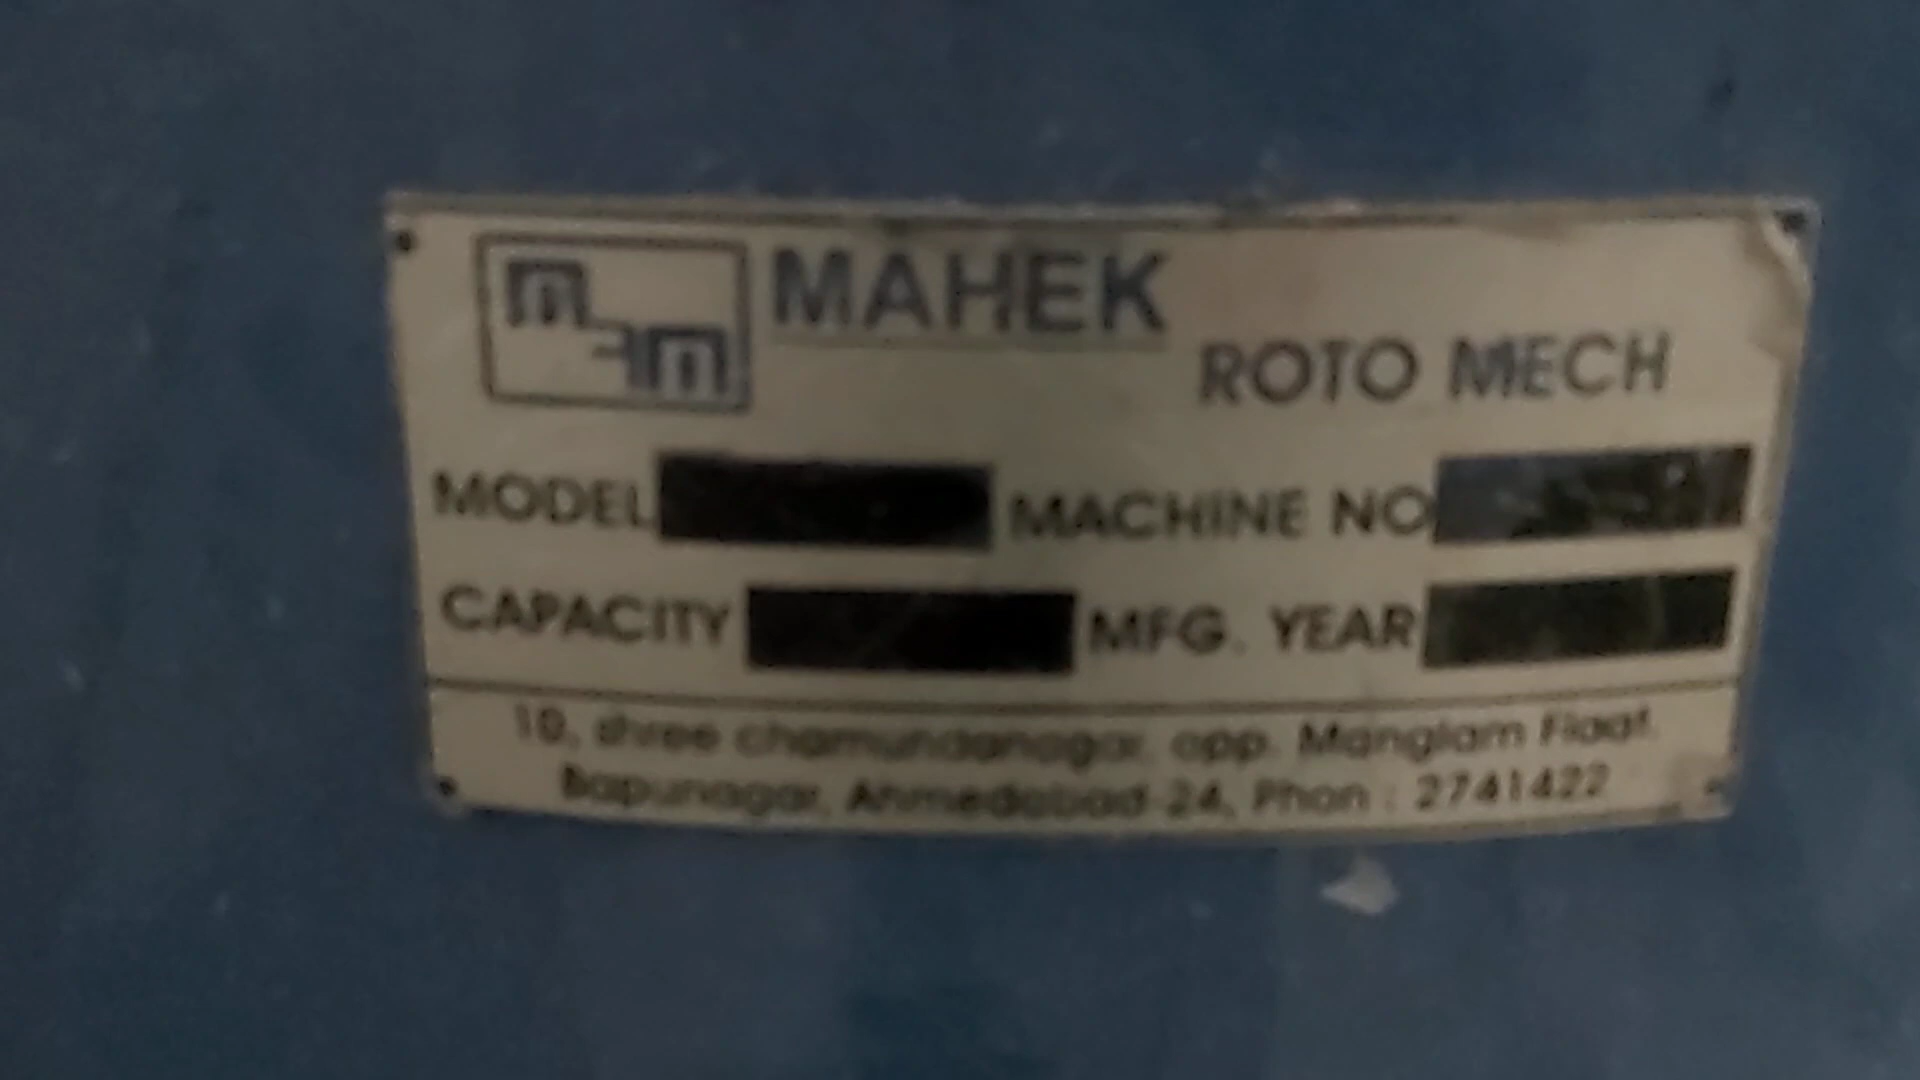 MAHEK
ROTO MECH
MODEL MACHINE NO
CAPACITY MFG. YEAR
10, shree chamundanagar, opp. Manglam Flaat.
Bapunagar, Ahmedabad-24, Phon : 2741422